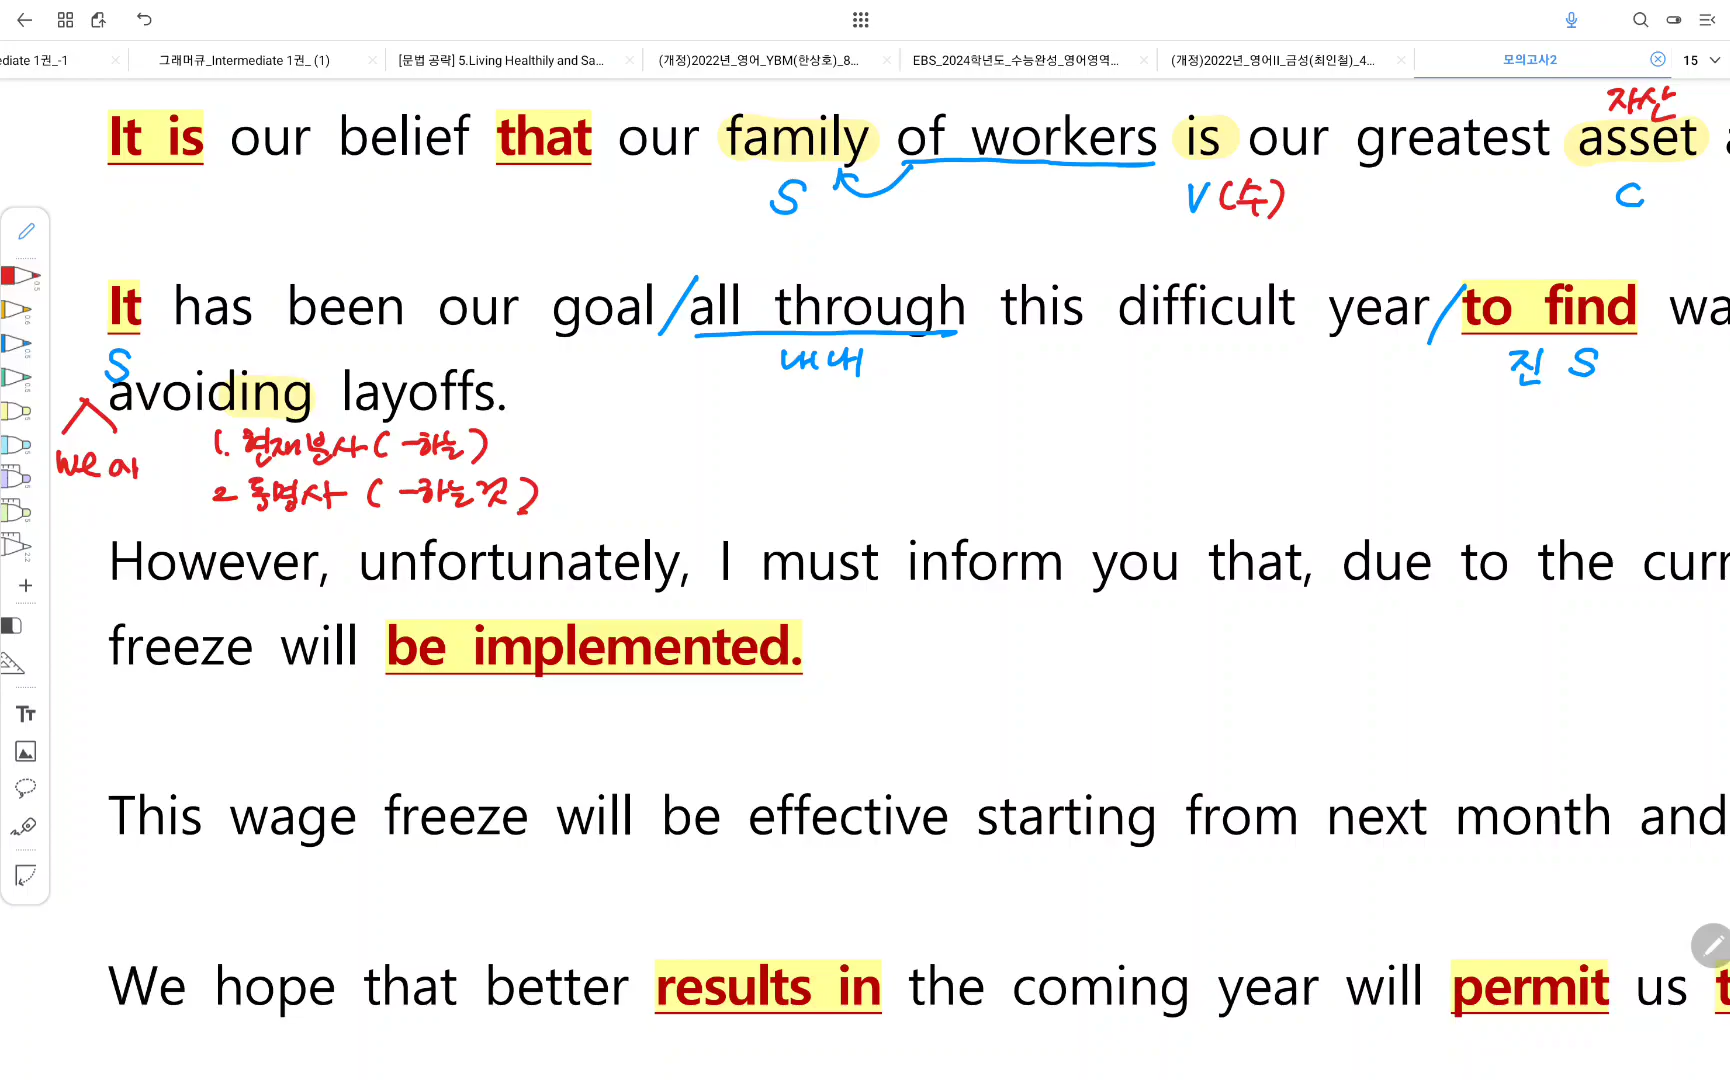 ediate 1권_-1
그래머큐_Intermediate 1권_ (1)
[문법 공략] 5.Living Healthily and Sa...
(개정)2022년_영어_YBM(한상호)_8...
EBS_2024학년도_수능완성_영어영역...
(개정)2022년_영어II_금성(최인철)_4...
모의고사2
15
자산
It is our belief that our family of workers is our greatest asset a
S V (수) C
It has been our goal / all through this difficult year / to find wa
S 내내 진 S
avoiding layoffs.
we
1. 현재분사 ( -하는 )
2 동명사 ( -하는 것 )
However, unfortunately, I must inform you that, due to the curr
freeze will be implemented.
This wage freeze will be effective starting from next month and
We hope that better results in the coming year will permit us t
Tт